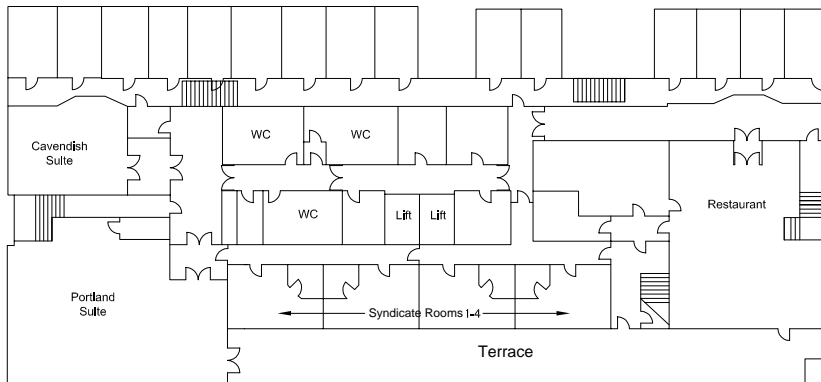 WC
WC
Cavendish
Suite
Restaurant
WC
Lift
Lift
Portland
Suite
Syndicate Rooms 1-4
Terrace